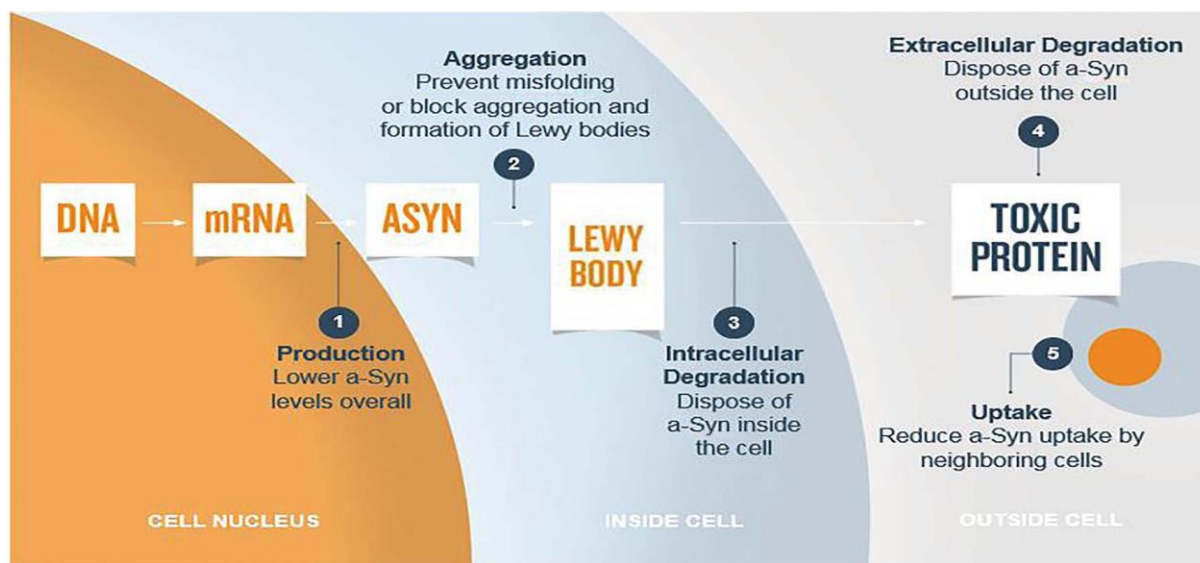 Aggregation
Prevent misfolding
or block aggregation and
formation of Lewy bodies
2
Extracellular Degradation
Dispose of a-Syn
outside the cell
4
DNA
mRNA
ASYN
LEWY
BODY
TOXIC
PROTEIN
1
Production
Lower a-Syn
levels overall
3
Intracellular
Degradation
Dispose of
a-Syn inside
the cell
5
Uptake
Reduce a-Syn uptake by
neighboring cells
CELL NUCLEUS
INSIDE CELL
OUTSIDE CELL